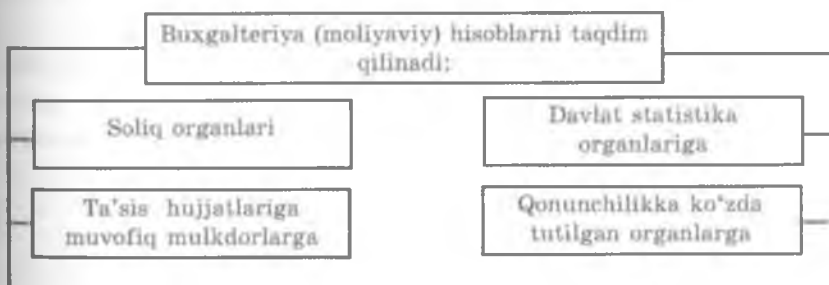 Buxgalteriya (moliyaviy) hisoblarni taqdim
qilinadi:
Soliq organlari
Davlat statistika
organlariga
Ta'sis hujjatlariga
muvofiq mulkdorlarga
Qonunchilikka ko‘zda
tutilgan organlarga